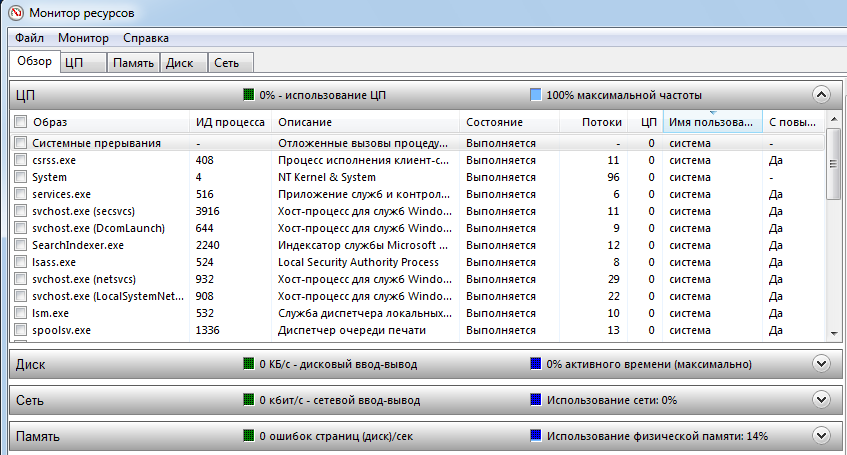 Монитор ресурсов
Файл Монитор Справка
Обзор ЦП Память Диск Сеть
ЦП 0% - использование ЦП 100% максимальной частоты
Образ ИД процесса Описание Состояние Потоки ЦП Имя пользова... С повы...
Системные прерывания - Отложенные вызовы процеду... Выполняется - 0 система -
csrss.exe 408 Процесс исполнения клиент-с... Выполняется 11 0 система Да
System 4 NT Kernel & System Выполняется 96 0 система -
services.exe 516 Приложение служб и контрол... Выполняется 6 0 система Да
svchost.exe (secsvcs) 3916 Хост-процесс для служб Windo... Выполняется 11 0 система Да
svchost.exe (DcomLaunch) 644 Хост-процесс для служб Windo... Выполняется 9 0 система Да
SearchIndexer.exe 2240 Индексатор службы Microsoft ... Выполняется 12 0 система Да
lsass.exe 524 Local Security Authority Process Выполняется 8 0 система Да
svchost.exe (netsvcs) 932 Хост-процесс для служб Windo... Выполняется 29 0 система Да
svchost.exe (LocalSystemNet... 908 Хост-процесс для служб Windo... Выполняется 22 0 система Да
lsm.exe 532 Служба диспетчера локальных... Выполняется 10 0 система Да
spoolsv.exe 1336 Диспетчер очереди печати Выполняется 13 0 система Да
Диск 0 КБ/с - дисковый ввод-вывод 0% активного времени (максимально)
Сеть 0 кбит/с - сетевой ввод-вывод Использование сети: 0%
Память 0 ошибок страниц (диск)/сек Использование физической памяти: 14%